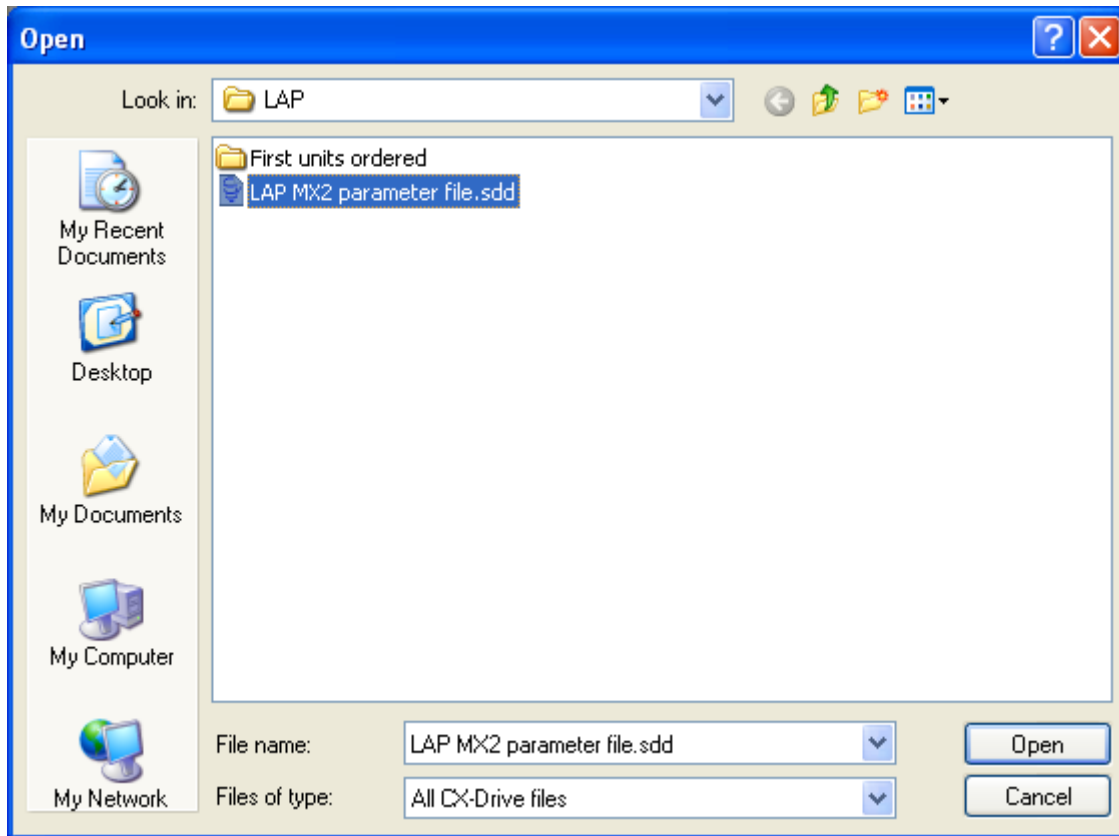 Open
Look in:
LAP
First units ordered
LAP MX2 parameter file.sdd
My Recent
Documents
Desktop
My Documents
My Computer
My Network
File name:
LAP MX2 parameter file.sdd
Open
Files of type:
All CX-Drive files
Cancel